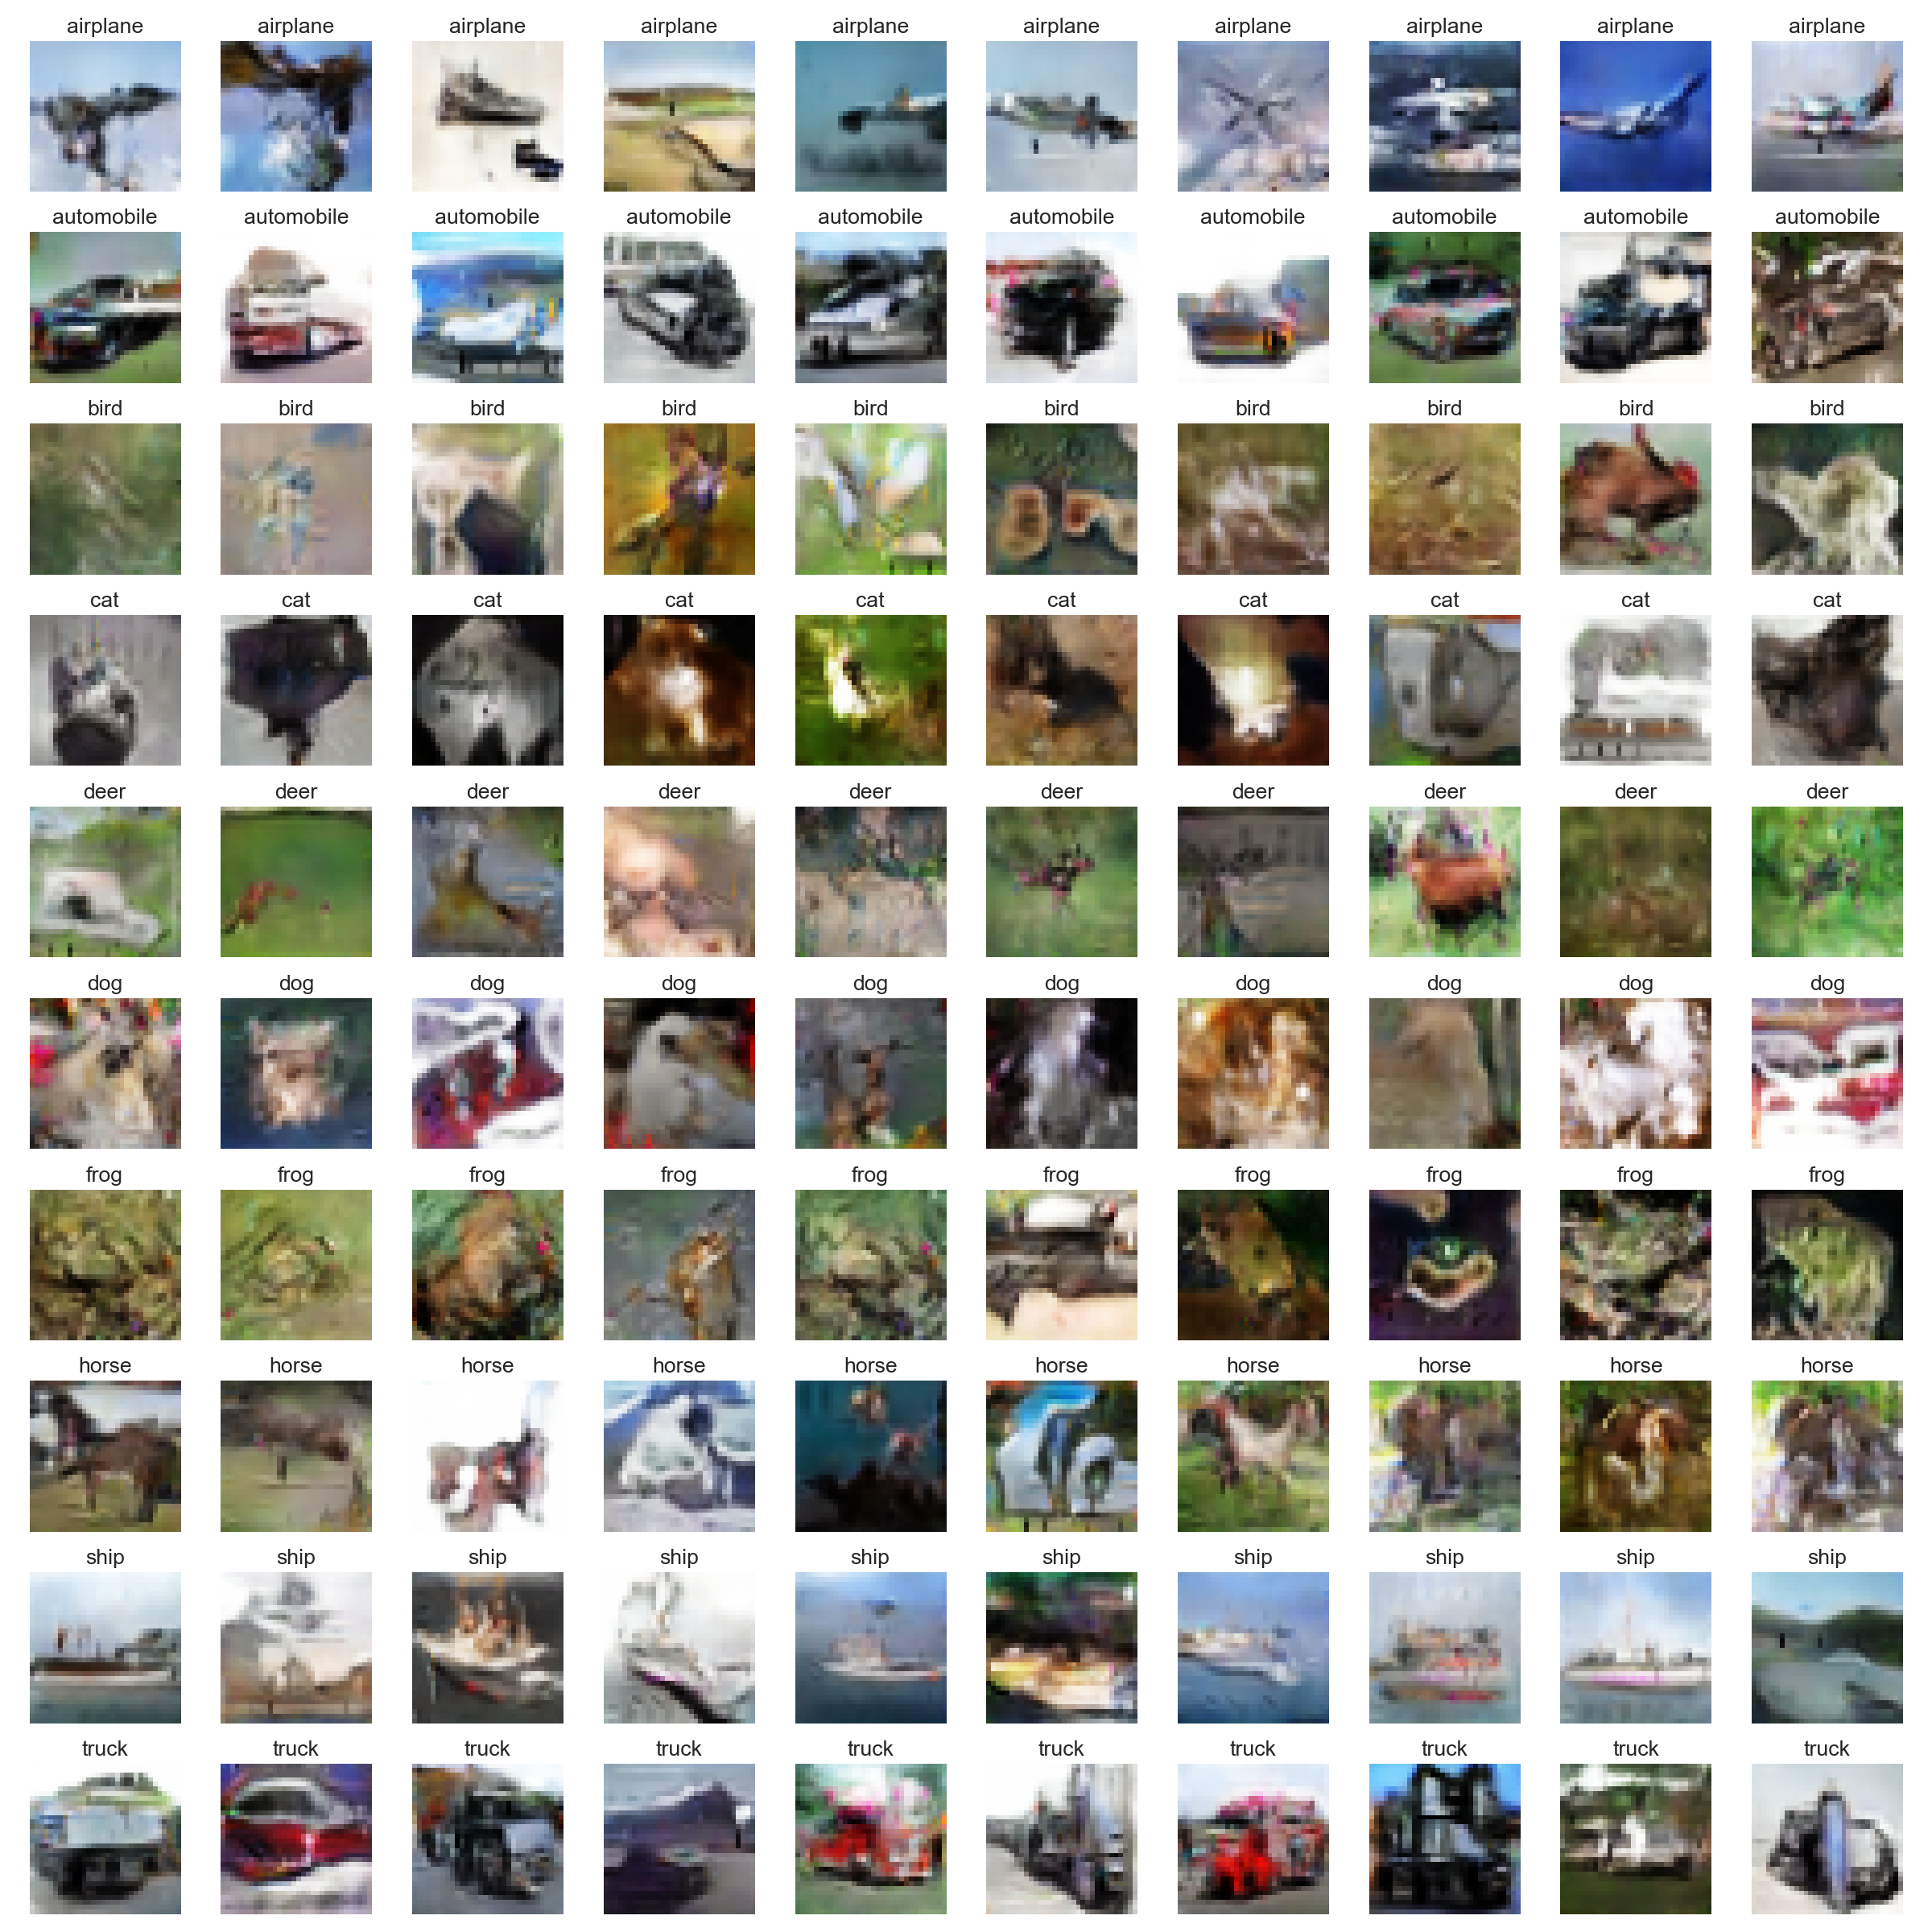 airplane airplane airplane airplane airplane airplane airplane airplane airplane airplane
automobile automobile automobile automobile automobile automobile automobile automobile automobile automobile
bird bird bird bird bird bird bird bird bird bird
cat cat cat cat cat cat cat cat cat cat
deer deer deer deer deer deer deer deer deer deer
dog dog dog dog dog dog dog dog dog dog
frog frog frog frog frog frog frog frog frog frog
horse horse horse horse horse horse horse horse horse horse
ship ship ship ship ship ship ship ship ship ship
truck truck truck truck truck truck truck truck truck truck